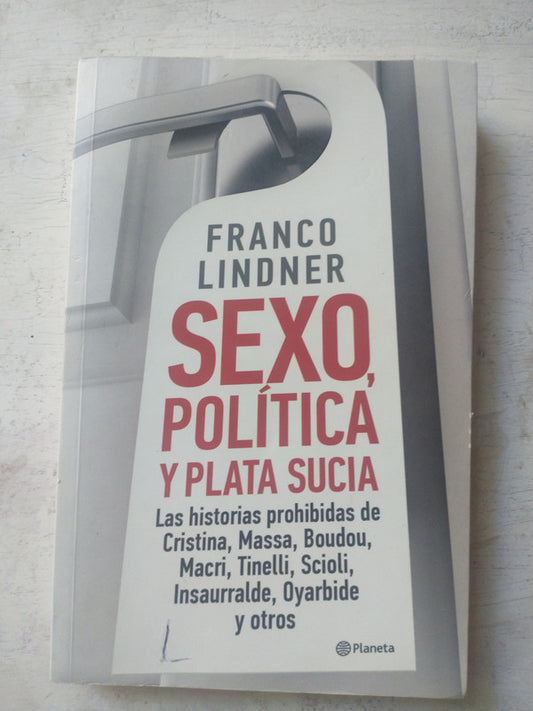 FRANCO
LINDNER
SEXO,
POLÍTICA
Y PLATA SUCIA
Las historias prohibidas de
Cristina, Massa, Boudou,
Macri, Tinelli, Scioli,
Insaurralde, Oyarbide
y otros
Planeta